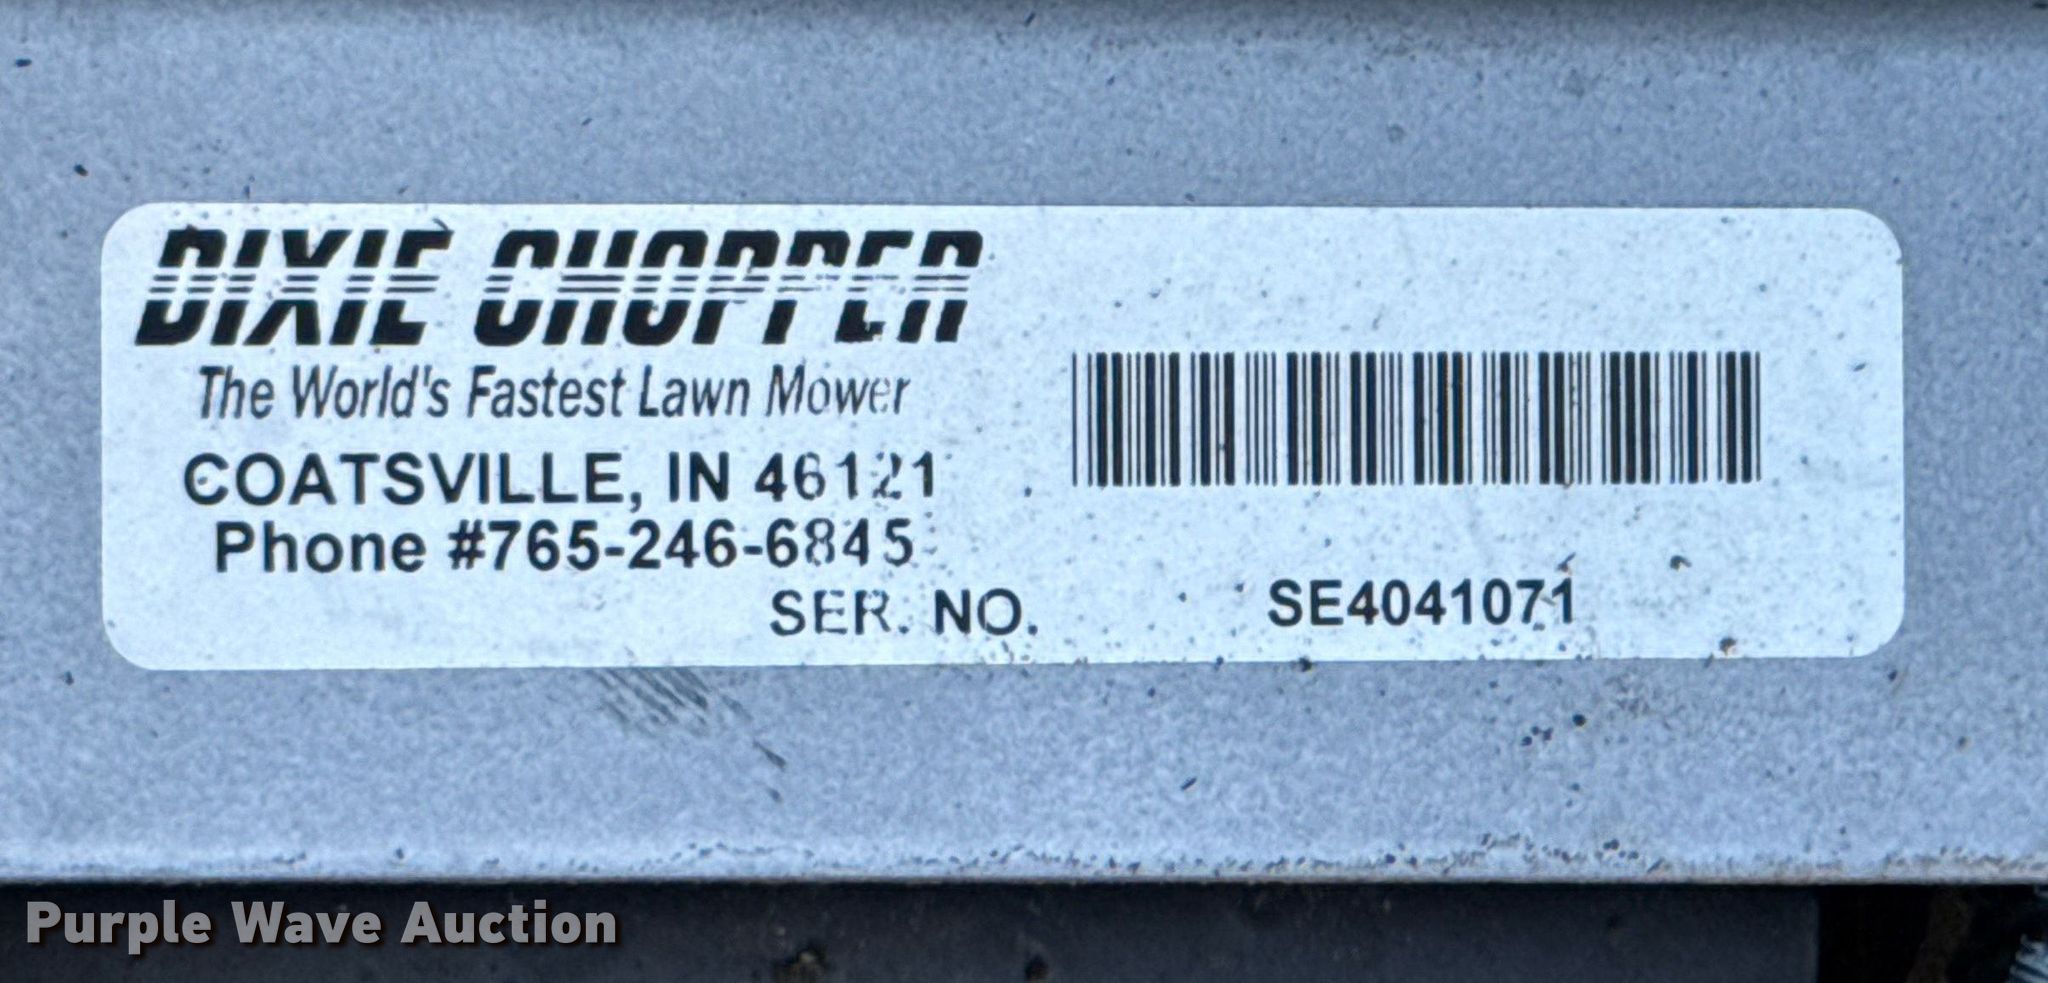 DIXIE CHOPPER
The World's Fastest Lawn Mower
COATSVILLE, IN 46121
Phone #765-246-6845
SER. NO. SE4041071
Purple Wave Auction